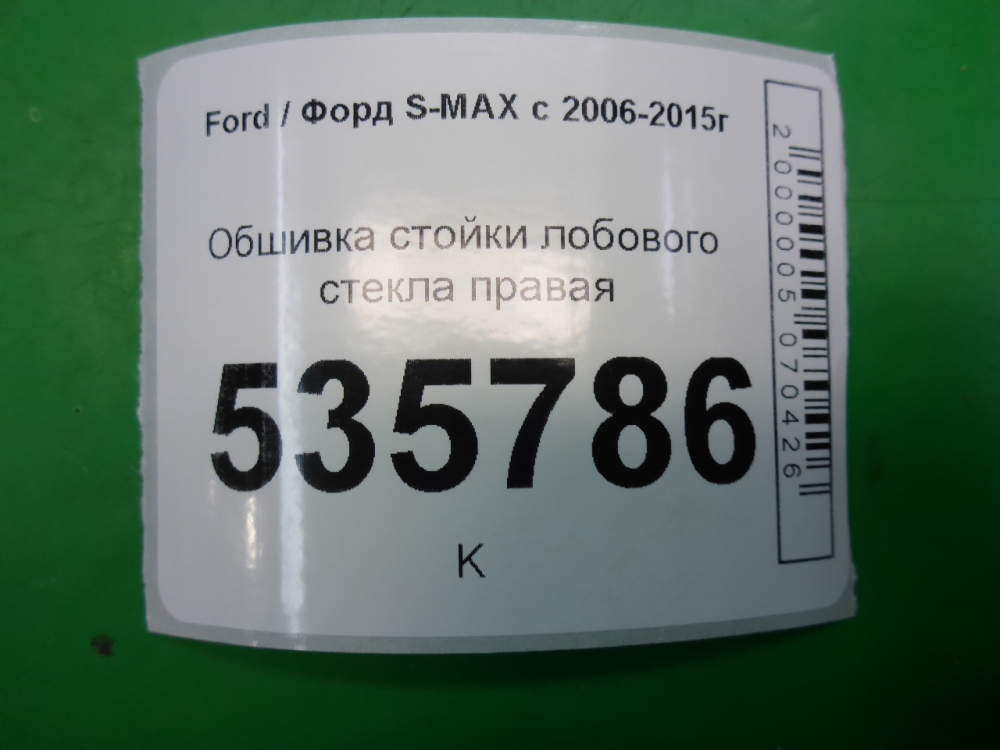 Ford / Форд S-MAX с 2006-2015г
Обшивка стойки лобового
стекла правая
535786
К
2000005070426